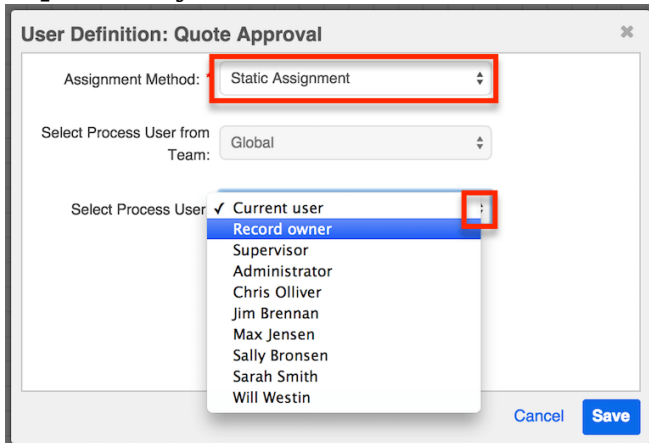 User Definition: Quote Approval
Assignment Method: * Static Assignment
Select Process User from
Team:
Global
Select Process User
✓ Current user
Record owner
Supervisor
Administrator
Chris Olliver
Jim Brennan
Max Jensen
Sally Bronsen
Sarah Smith
Will Westin
Cancel Save